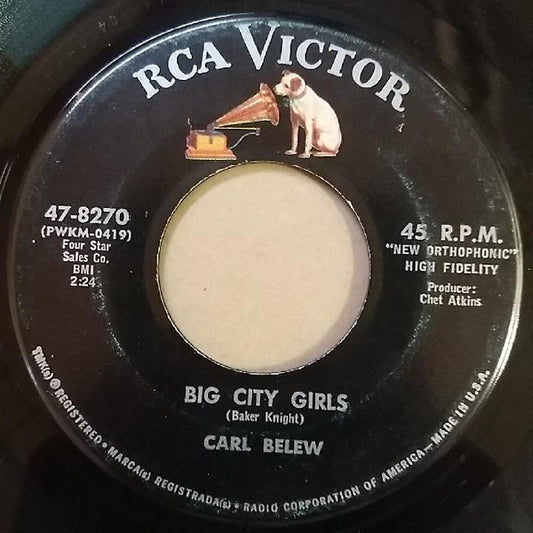 RCA VICTOR
47-8270
(PWKM-0419)
Four Star
Sales Co.
BMI
2:24
45 R.P.M.
"NEW ORTHOPHONIC"
HIGH FIDELITY
Producer:
Chet Atkins
BIG CITY GIRLS
(Baker Knight)
CARL BELEW
TMK(s) ® REGISTERED • MARCA(s) REGISTRADA(s) • RADIO CORPORATION OF AMERICA—MADE IN U.S.A.